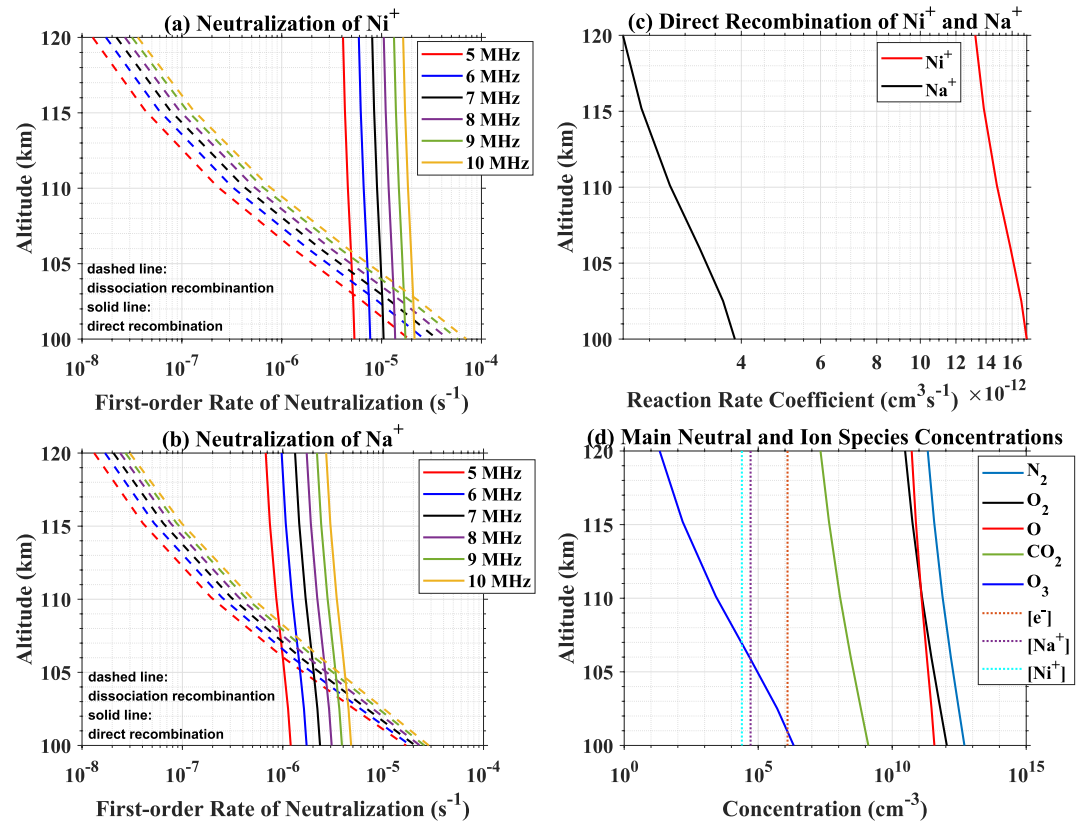 (a) Neutralization of Ni⁺
120
115
110
105
100
Altitude (km)
5 MHz
6 MHz
7 MHz
8 MHz
9 MHz
10 MHz
dashed line:
dissociation recombinantion
solid line:
direct recombination
10⁻⁸ 10⁻⁷ 10⁻⁶ 10⁻⁵ 10⁻⁴
First-order Rate of Neutralization (s⁻¹)
(c) Direct Recombination of Ni⁺ and Na⁺
120
115
110
105
100
Altitude (km)
Ni⁺
Na⁺
4 6 8 10 12 14 16
Reaction Rate Coefficient (cm³s⁻¹) ×10⁻¹²
(b) Neutralization of Na⁺
120
115
110
105
100
Altitude (km)
5 MHz
6 MHz
7 MHz
8 MHz
9 MHz
10 MHz
dashed line:
dissociation recombinantion
solid line:
direct recombination
10⁻⁸ 10⁻⁷ 10⁻⁶ 10⁻⁵ 10⁻⁴
First-order Rate of Neutralization (s⁻¹)
(d) Main Neutral and Ion Species Concentrations
120
115
110
105
100
Altitude (km)
N₂
O₂
O
CO₂
O₃
[e⁻]
[Na⁺]
[Ni⁺]
10⁰ 10⁵ 10¹⁰ 10¹⁵
Concentration (cm⁻³)